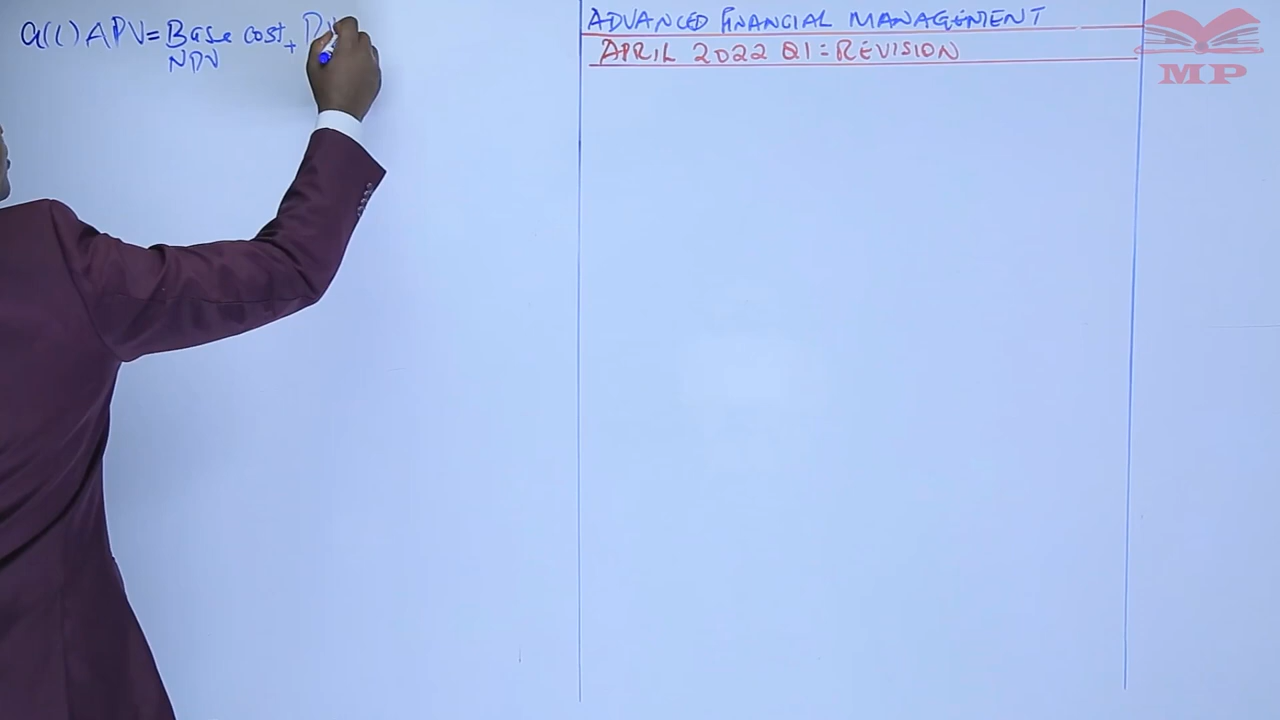 a(i) APV = Base cost +
NPV
ADVANCED FINANCIAL MANAGEMENT
APRIL 2022 Q1 = REVISION
MP